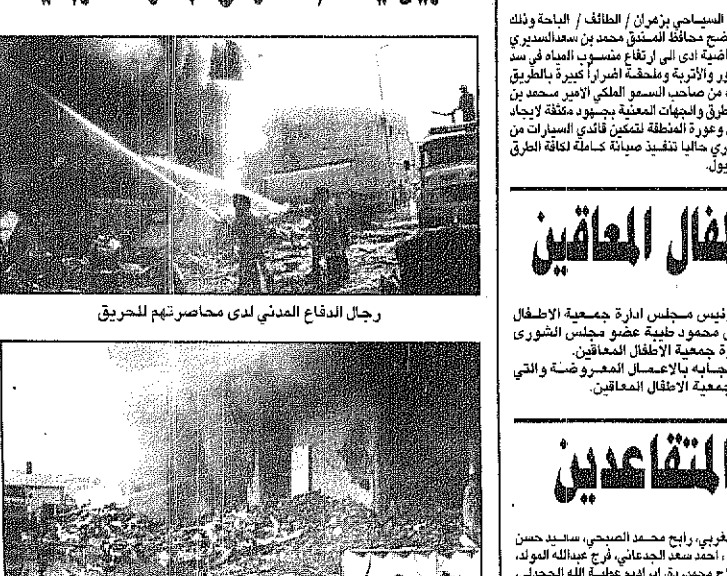 السياحي بزهران / الطائف / الباحة وذلك
ضح محافظ المندق محمد بن سعد السديري
اضية ادى الى ارتفاع منسوب المياه في سد
ور والأتربة وملحقة اضراراً كبيرة بالطريق
من صاحب السمو الملكي الامير محمد بن
طرق والجهات المعنية بجهود مكثفة لايجاد
وعورة المنطقة لتمكين قائدي السيارات من
ري حاليا تنفيذ صيانة كاملة لكافة الطرق
يول.
فال المعاقين
رئيس مجلس ادارة جمعية الاطفال
محمود طيبة عضو مجلس الشورى
ة جمعية الاطفال المعاقين.
جابه بالاعمال المعروضة والتي
جمعية الاطفال المعاقين.
المتقاعدين
غربي، رابح محمد الصبحي، سعيد حسن
، احمد سعد الجدعاني، فرج عبدالله المولد،
رجال الدفاع المدني لدى محاصرتهم للحريق